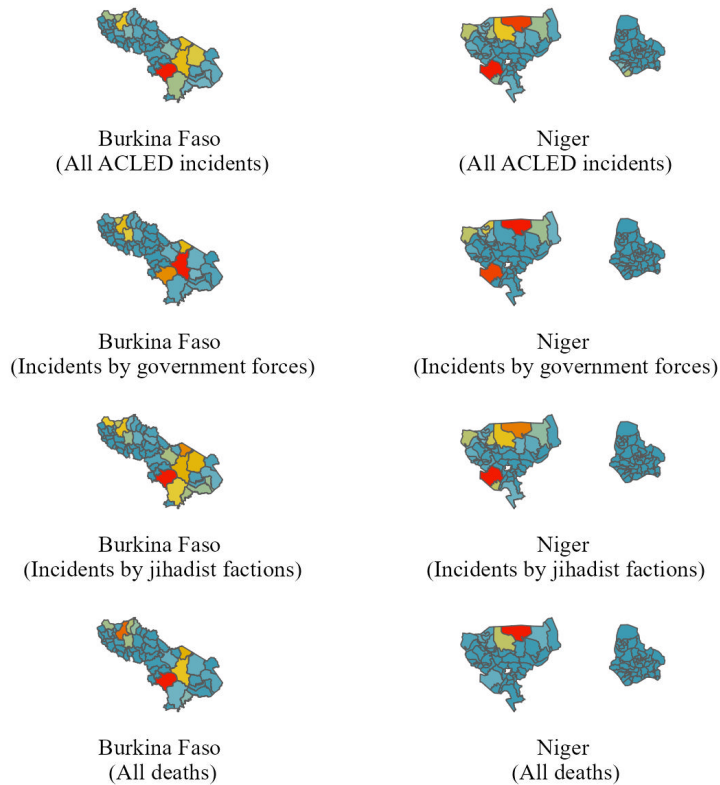 Burkina Faso
(All ACLED incidents)
Niger
(All ACLED incidents)
Burkina Faso
(Incidents by government forces)
Niger
(Incidents by government forces)
Burkina Faso
(Incidents by jihadist factions)
Niger
(Incidents by jihadist factions)
Burkina Faso
(All deaths)
Niger
(All deaths)